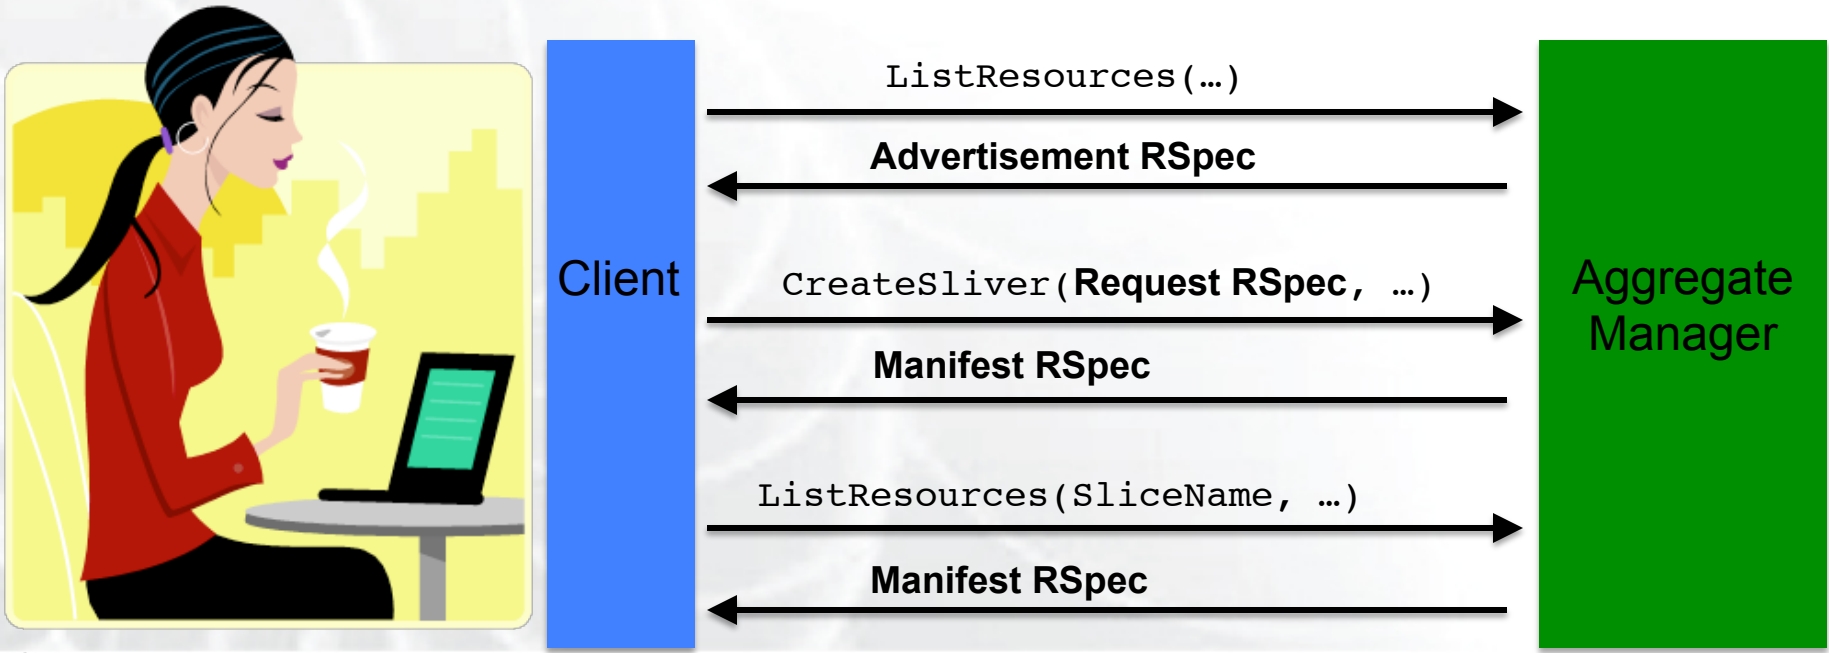 ListResources(…)
Advertisement RSpec
Client
CreateSliver(Request RSpec, …)
Aggregate
Manager
Manifest RSpec
ListResources(SliceName, …)
Manifest RSpec